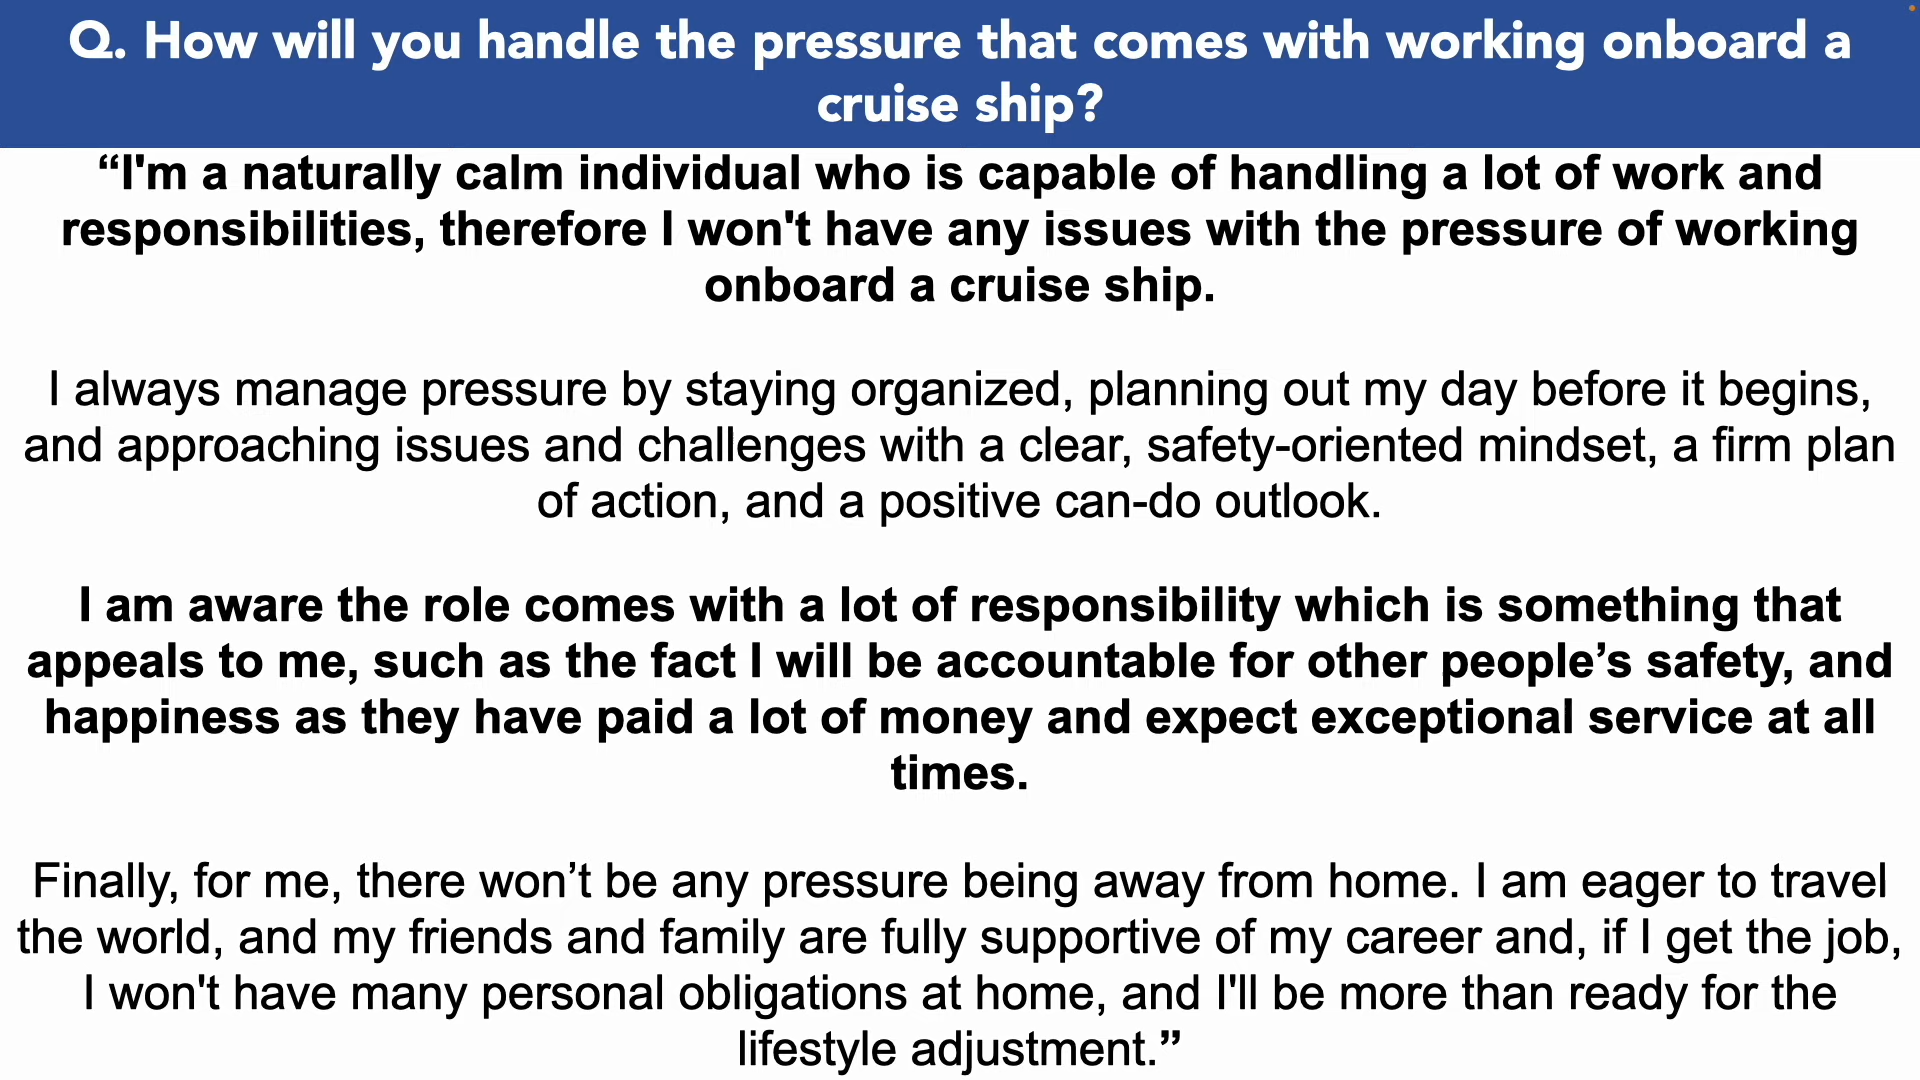 Q. How will you handle the pressure that comes with working onboard a
cruise ship?
“I'm a naturally calm individual who is capable of handling a lot of work and
responsibilities, therefore I won't have any issues with the pressure of working
onboard a cruise ship.
I always manage pressure by staying organized, planning out my day before it begins,
and approaching issues and challenges with a clear, safety-oriented mindset, a firm plan
of action, and a positive can-do outlook.
I am aware the role comes with a lot of responsibility which is something that
appeals to me, such as the fact I will be accountable for other people’s safety, and
happiness as they have paid a lot of money and expect exceptional service at all
times.
Finally, for me, there won’t be any pressure being away from home. I am eager to travel
the world, and my friends and family are fully supportive of my career and, if I get the job,
I won't have many personal obligations at home, and I'll be more than ready for the
lifestyle adjustment.”